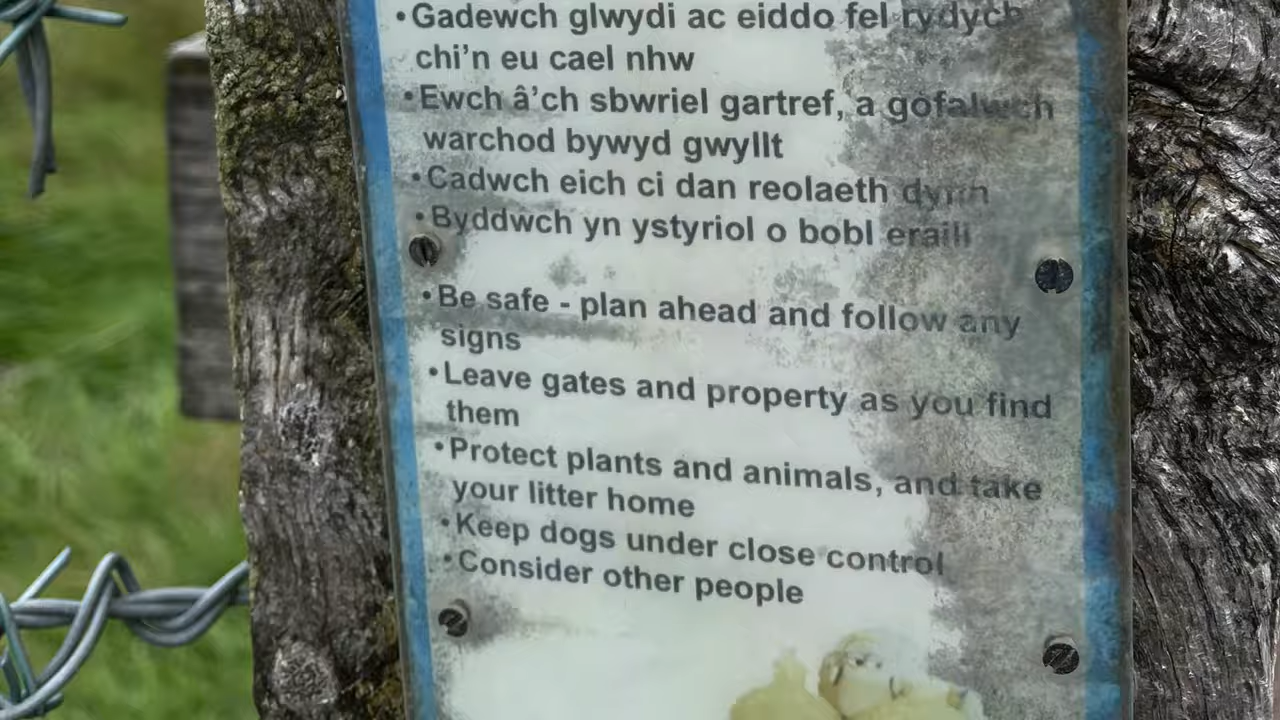 •Gadewch glwydi ac eiddo fel rydych
chi'n eu cael nhw
•Ewch â'ch sbwriel gartref, a gofalwch
warchod bywyd gwyllt
•Cadwch eich ci dan reolaeth dynn
•Byddwch yn ystyriol o bobl eraill
•Be safe - plan ahead and follow any
signs
•Leave gates and property as you find
them
•Protect plants and animals, and take
your litter home
•Keep dogs under close control
•Consider other people